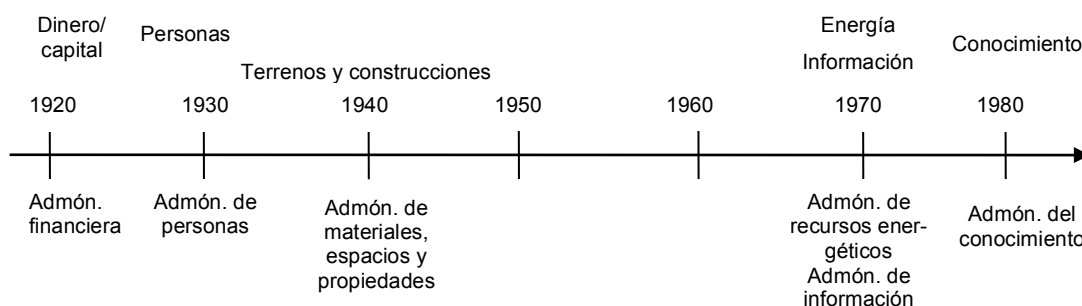 Dinero/
capital
Personas
Terrenos y construcciones
Energía
Información
Conocimiento
1920
1930
1940
1950
1960
1970
1980
Admón.
financiera
Admón. de
personas
Admón. de
materiales,
espacios y
propiedades
Admón. de
recursos ener-
géticos
Admón. de
información
Admón. del
conocimiento